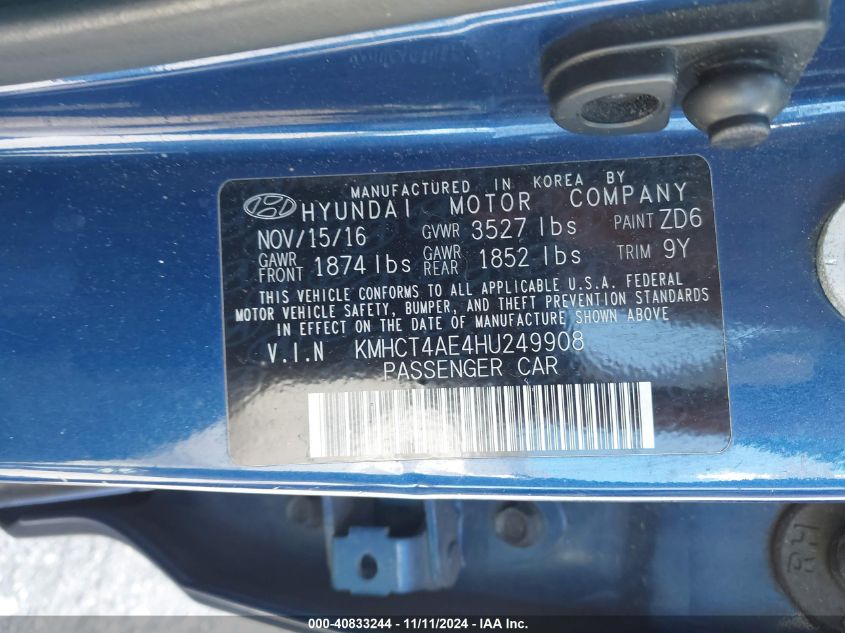 MANUFACTURED IN KOREA BY
HYUNDAI MOTOR COMPANY
NOV/15/16 GVWR 3527 lbs PAINT ZD6
GAWR FRONT 1874 lbs GAWR REAR 1852 lbs TRIM 9Y
THIS VEHICLE CONFORMS TO ALL APPLICABLE U.S.A. FEDERAL
MOTOR VEHICLE SAFETY, BUMPER, AND THEFT PREVENTION STANDARDS
IN EFFECT ON THE DATE OF MANUFACTURE SHOWN ABOVE
V.I.N KMHCT4AE4HU249908
PASSENGER CAR
RH
000-40833244 - 11/11/2024 - IAA Inc.